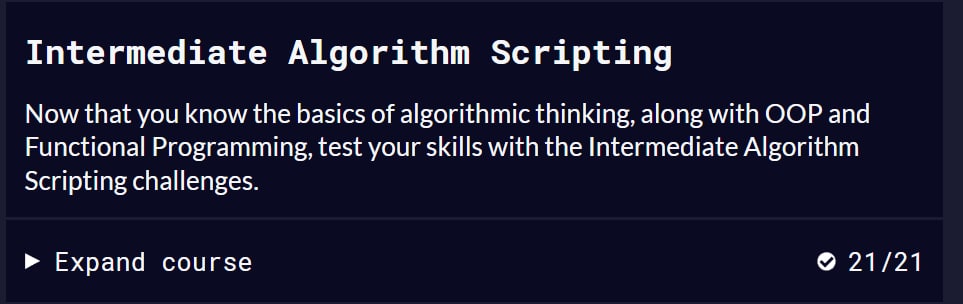 Intermediate Algorithm Scripting
Now that you know the basics of algorithmic thinking, along with OOP and
Functional Programming, test your skills with the Intermediate Algorithm
Scripting challenges.
Expand course
21/21